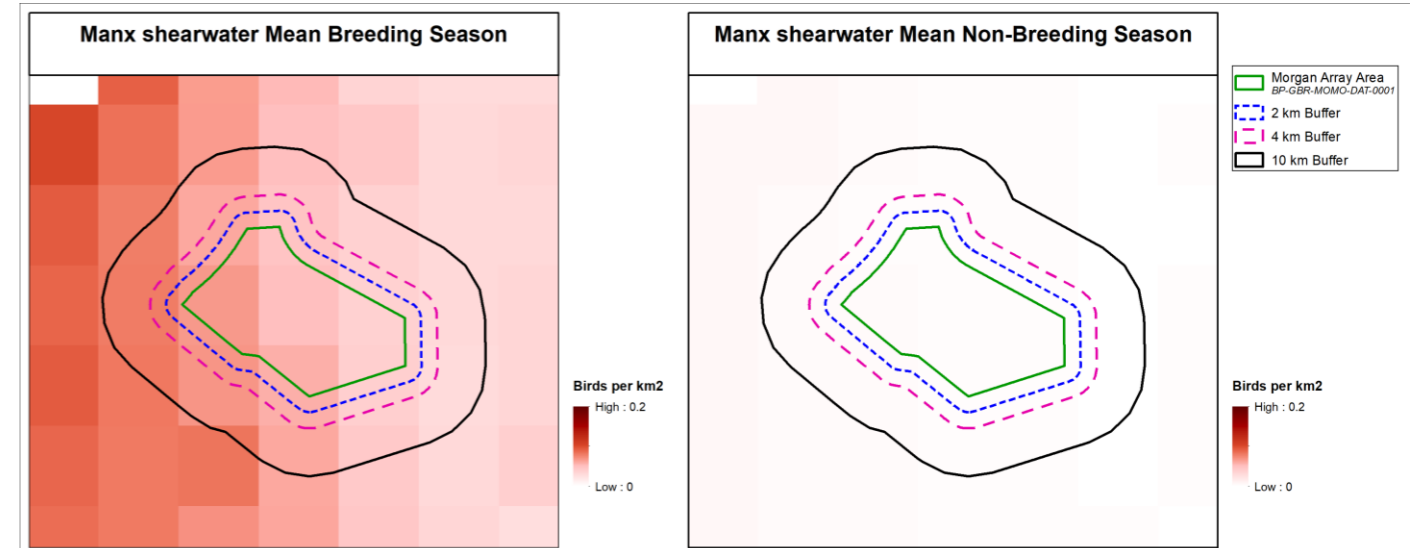 Manx shearwater Mean Breeding Season
Manx shearwater Mean Non-Breeding Season
Morgan Array Area
BP-GBR-MOMO-DAT-0001
2 km Buffer
4 km Buffer
10 km Buffer
Birds per km2
High : 0.2
Low : 0
Birds per km2
High : 0.2
Low : 0